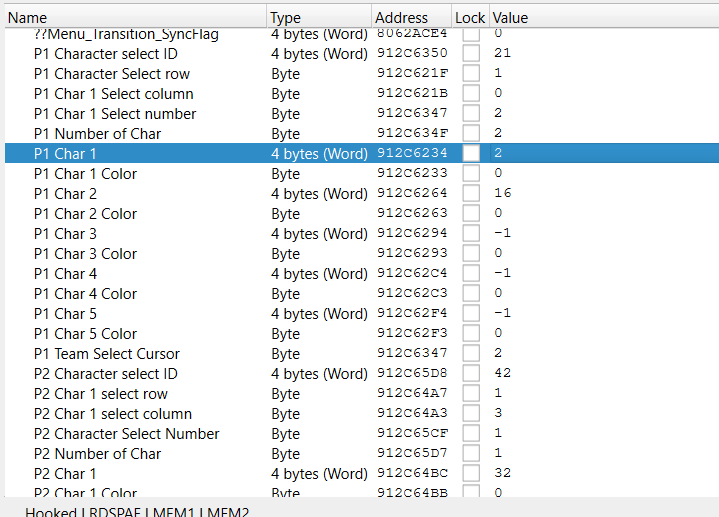 Name Type Address Lock Value
??Menu_Transition_SyncFlag 4 bytes (Word) 8062ACE4 0
P1 Character select ID 4 bytes (Word) 912C6350 21
P1 Character Select row Byte 912C621F 1
P1 Char 1 Select column Byte 912C621B 0
P1 Char 1 Select number Byte 912C6347 2
P1 Number of Char Byte 912C634F 2
P1 Char 1 4 bytes (Word) 912C6234 2
P1 Char 1 Color Byte 912C6233 0
P1 Char 2 4 bytes (Word) 912C6264 16
P1 Char 2 Color Byte 912C6263 0
P1 Char 3 4 bytes (Word) 912C6294 -1
P1 Char 3 Color Byte 912C6293 0
P1 Char 4 4 bytes (Word) 912C62C4 -1
P1 Char 4 Color Byte 912C62C3 0
P1 Char 5 4 bytes (Word) 912C62F4 -1
P1 Char 5 Color Byte 912C62F3 0
P1 Team Select Cursor Byte 912C6347 2
P2 Character select ID 4 bytes (Word) 912C65D8 42
P2 Char 1 select row Byte 912C64A7 1
P2 Char 1 select column Byte 912C64A3 3
P2 Character Select Number Byte 912C65CF 1
P2 Number of Char Byte 912C65D7 1
P2 Char 1 4 bytes (Word) 912C64BC 32
P2 Char 1 Color Byte 912C64BB 0
Hooked | RDSPAF | MEM1 | MEM2